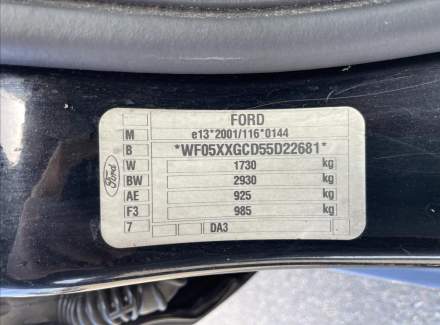 FORD
M e13*2001/116*0144
B *WF05XXGCD55D22681*
W 1730 kg
BW 2930 kg
AE 925 kg
F3 985 kg
7 DA3
Ford